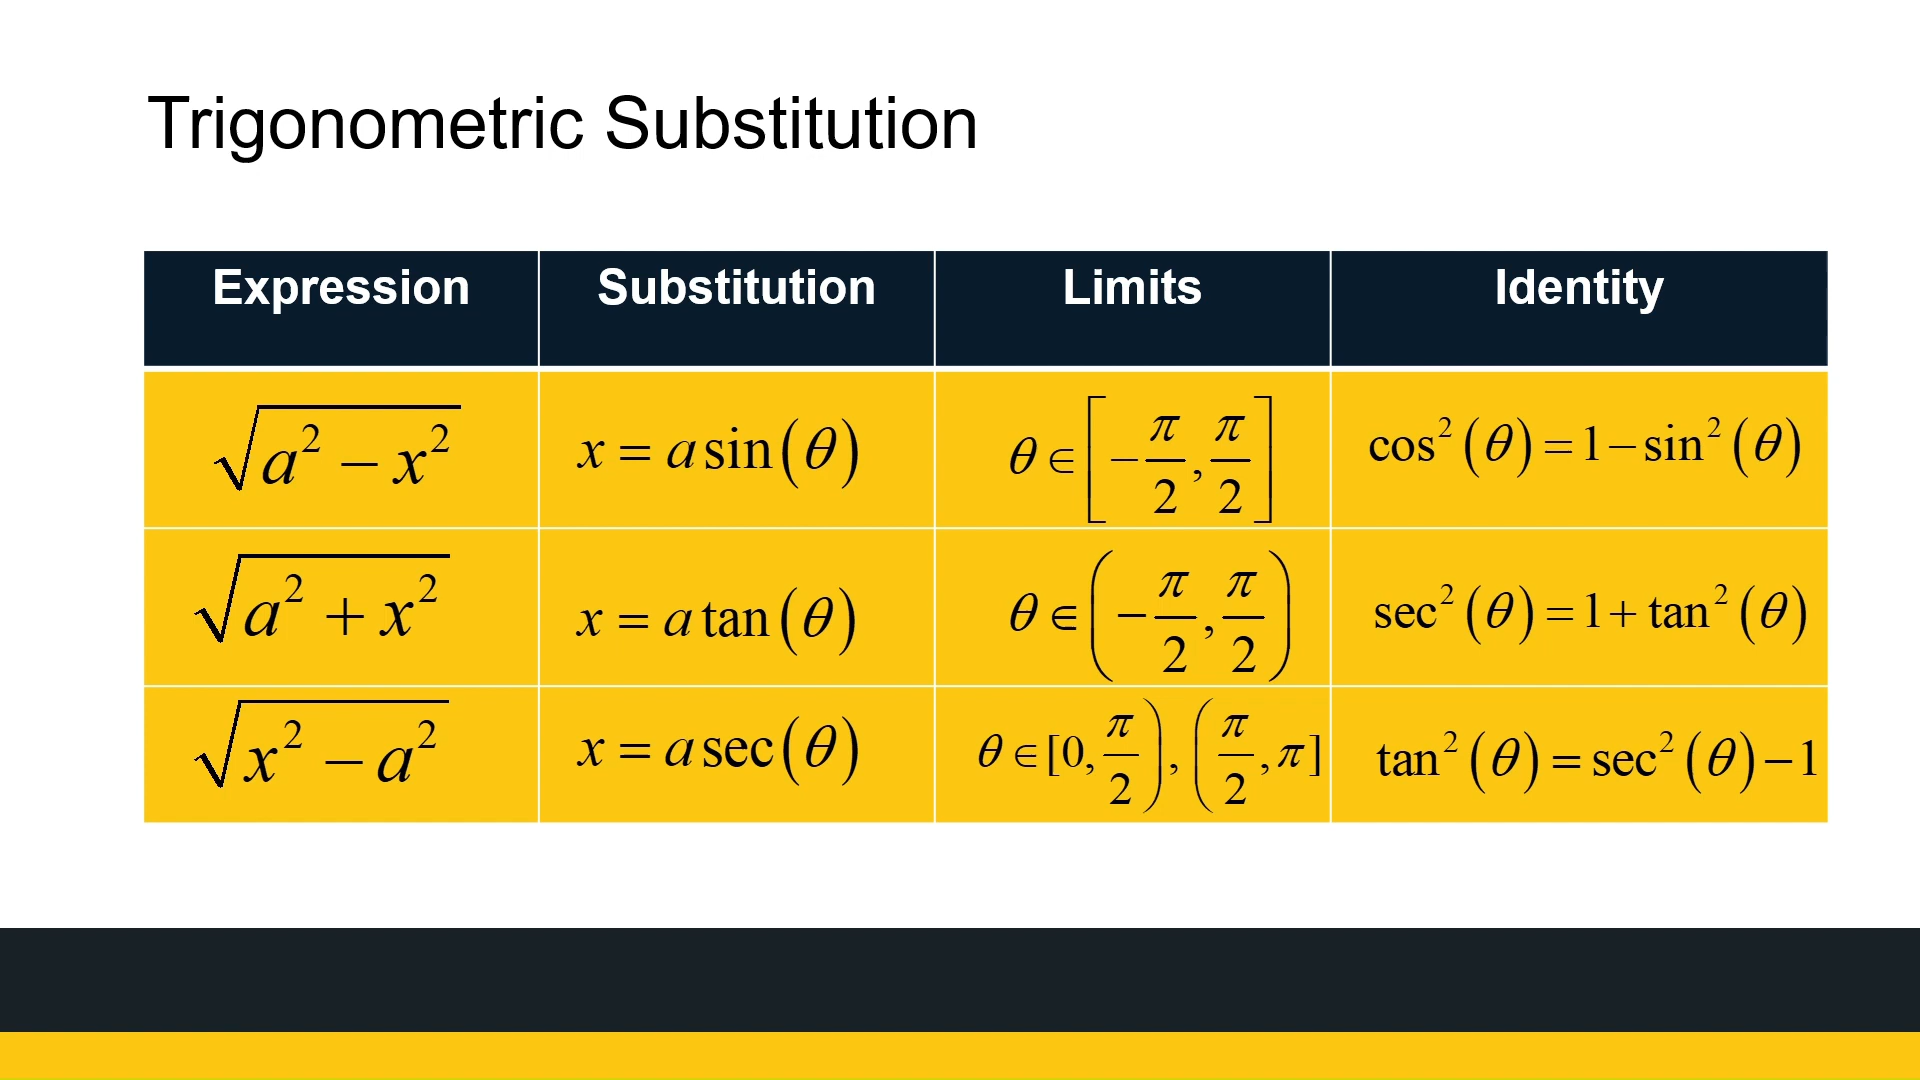 Trigonometric Substitution
Expression Substitution Limits Identity
√(a² − x²) x = a sin(θ) θ ∈ [−π/2, π/2] cos²(θ) = 1 − sin²(θ)
√(a² + x²) x = a tan(θ) θ ∈ (−π/2, π/2) sec²(θ) = 1 + tan²(θ)
√(x² − a²) x = a sec(θ) θ ∈ [0, π/2), (π/2, π] tan²(θ) = sec²(θ) − 1